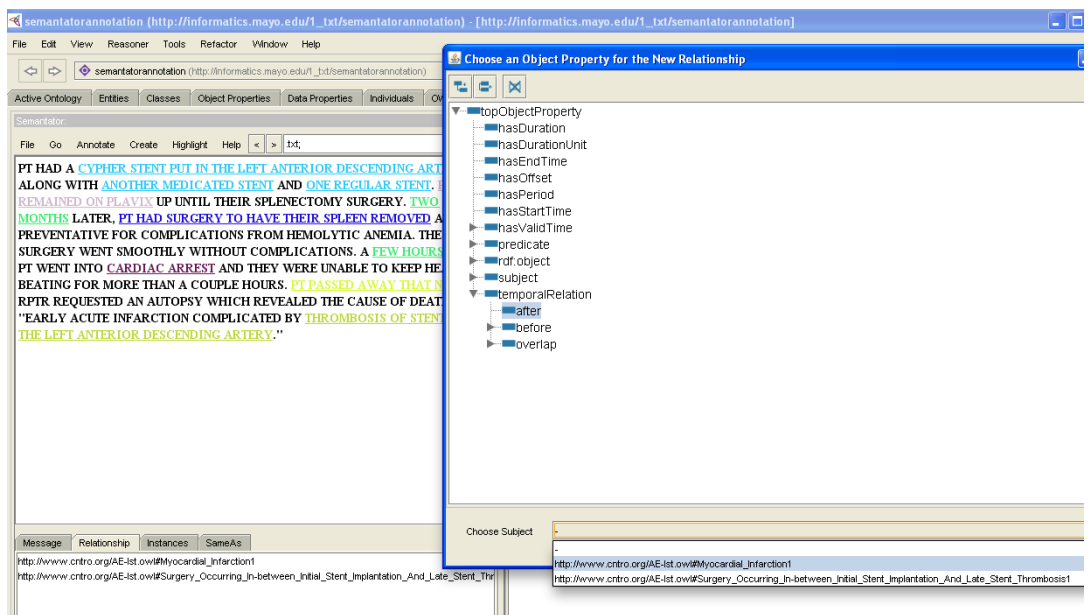 semantatorannotation (http://informatics.mayo.edu/1_txt/semantatorannotation) - [http://informatics.mayo.edu/1_txt/semantatorannotation]
File Edit View Reasoner Tools Refactor Window Help
semantatorannotation (http://informatics.mayo.edu/1_txt/semantatorannotation)
Active Ontology Entities Classes Object Properties Data Properties Individuals
Semantator:
File Go Annotate Create Highlight Help < > .txt;
PT HAD A CYPHER STENT PUT IN THE LEFT ANTERIOR DESCENDING
ALONG WITH ANOTHER MEDICATED STENT AND ONE REGULAR STENT.
REMAINED ON PLAVIX UP UNTIL THEIR SPLENECTOMY SURGERY. TWO
MONTHS LATER, PT HAD SURGERY TO HAVE THEIR SPLEEN REMOVED
PREVENTATIVE FOR COMPLICATIONS FROM HEMOLYTIC ANEMIA. THE
SURGERY WENT SMOOTHLY WITHOUT COMPLICATIONS. A FEW HOURS
PT WENT INTO CARDIAC ARREST AND THEY WERE UNABLE TO KEEP
BEATING FOR MORE THAN A COUPLE HOURS. PT PASSED AWAY THAT
RPTR REQUESTED AN AUTOPSY WHICH REVEALED THE CAUSE OF
"EARLY ACUTE INFARCTION COMPLICATED BY THROMBOSIS OF STENT
THE LEFT ANTERIOR DESCENDING ARTERY."
Message Relationship Instances SameAs
http://www.cntro.org/AE-lst.owl#Myocardial_Infarction1
http://www.cntro.org/AE-lst.owl#Surgery_Occurring_In-between_Initial_Stent_Implantation_And_Late_Stent_Thr
Choose an Object Property for the New Relationship
topObjectProperty
hasDuration
hasDurationUnit
hasEndTime
hasOffset
hasPeriod
hasStartTime
hasValidTime
predicate
rdf:object
subject
temporalRelation
after
before
overlap
Choose Subject -
-
http://www.cntro.org/AE-lst.owl#Myocardial_Infarction1
http://www.cntro.org/AE-lst.owl#Surgery_Occurring_In-between_Initial_Stent_Implantation_And_Late_Stent_Thrombosis1